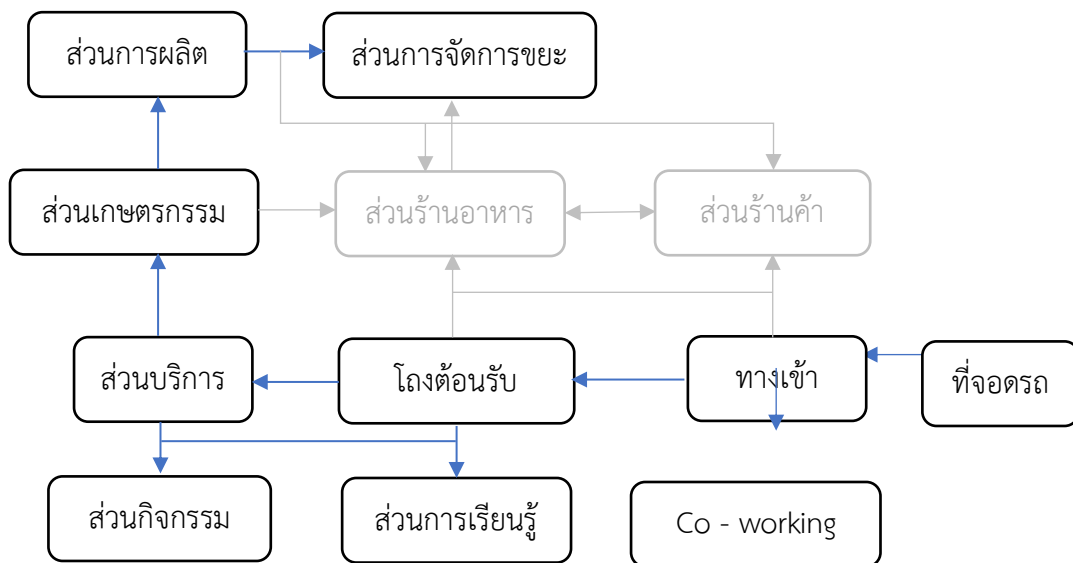 ส่วนการผลิต
ส่วนการจัดการขยะ
ส่วนเกษตรกรรม
ส่วนร้านอาหาร
ส่วนร้านค้า
ส่วนบริการ
โถงต้อนรับ
ทางเข้า
ที่จอดรถ
ส่วนกิจกรรม
ส่วนการเรียนรู้
Co - working